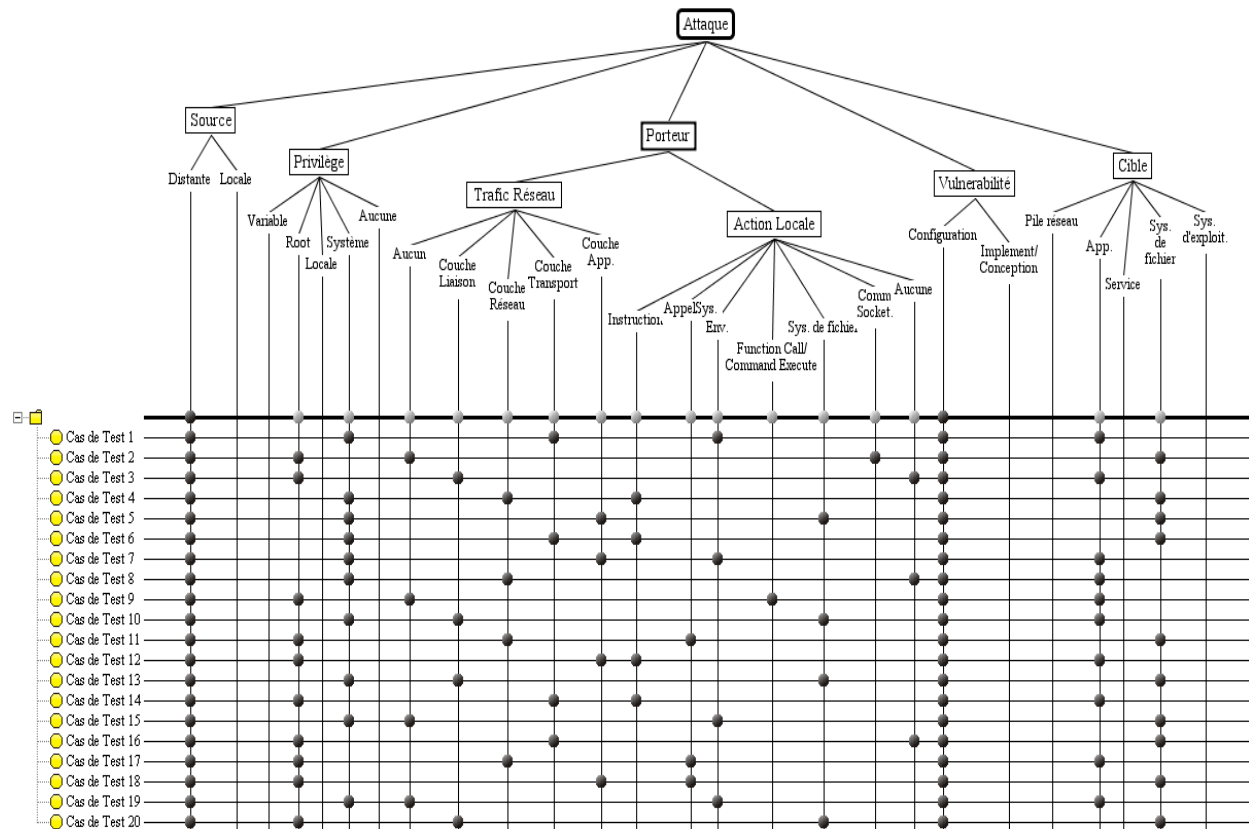 Attaque
Source
Porteur
Privilège
Cible
Distante
Locale
Vulnerabilité
Trafic Réseau
Variable
Aucune
Pile réseau
Sys.
d'exploit.
Action Locale
Root
Système
Configuration
Sys.
de
fichier
Couche
App.
App.
Locale
Aucun
Couche
Liaison
Couche
Transport
Implement/
Conception
Couche
Réseau
Service
Aucune
Comm
Socket.
Instruction
AppelSys.
Env.
Sys. de fichier
Function Call/
Command Execute
Cas de Test 1
Cas de Test 2
Cas de Test 3
Cas de Test 4
Cas de Test 5
Cas de Test 6
Cas de Test 7
Cas de Test 8
Cas de Test 9
Cas de Test 10
Cas de Test 11
Cas de Test 12
Cas de Test 13
Cas de Test 14
Cas de Test 15
Cas de Test 16
Cas de Test 17
Cas de Test 18
Cas de Test 19
Cas de Test 20